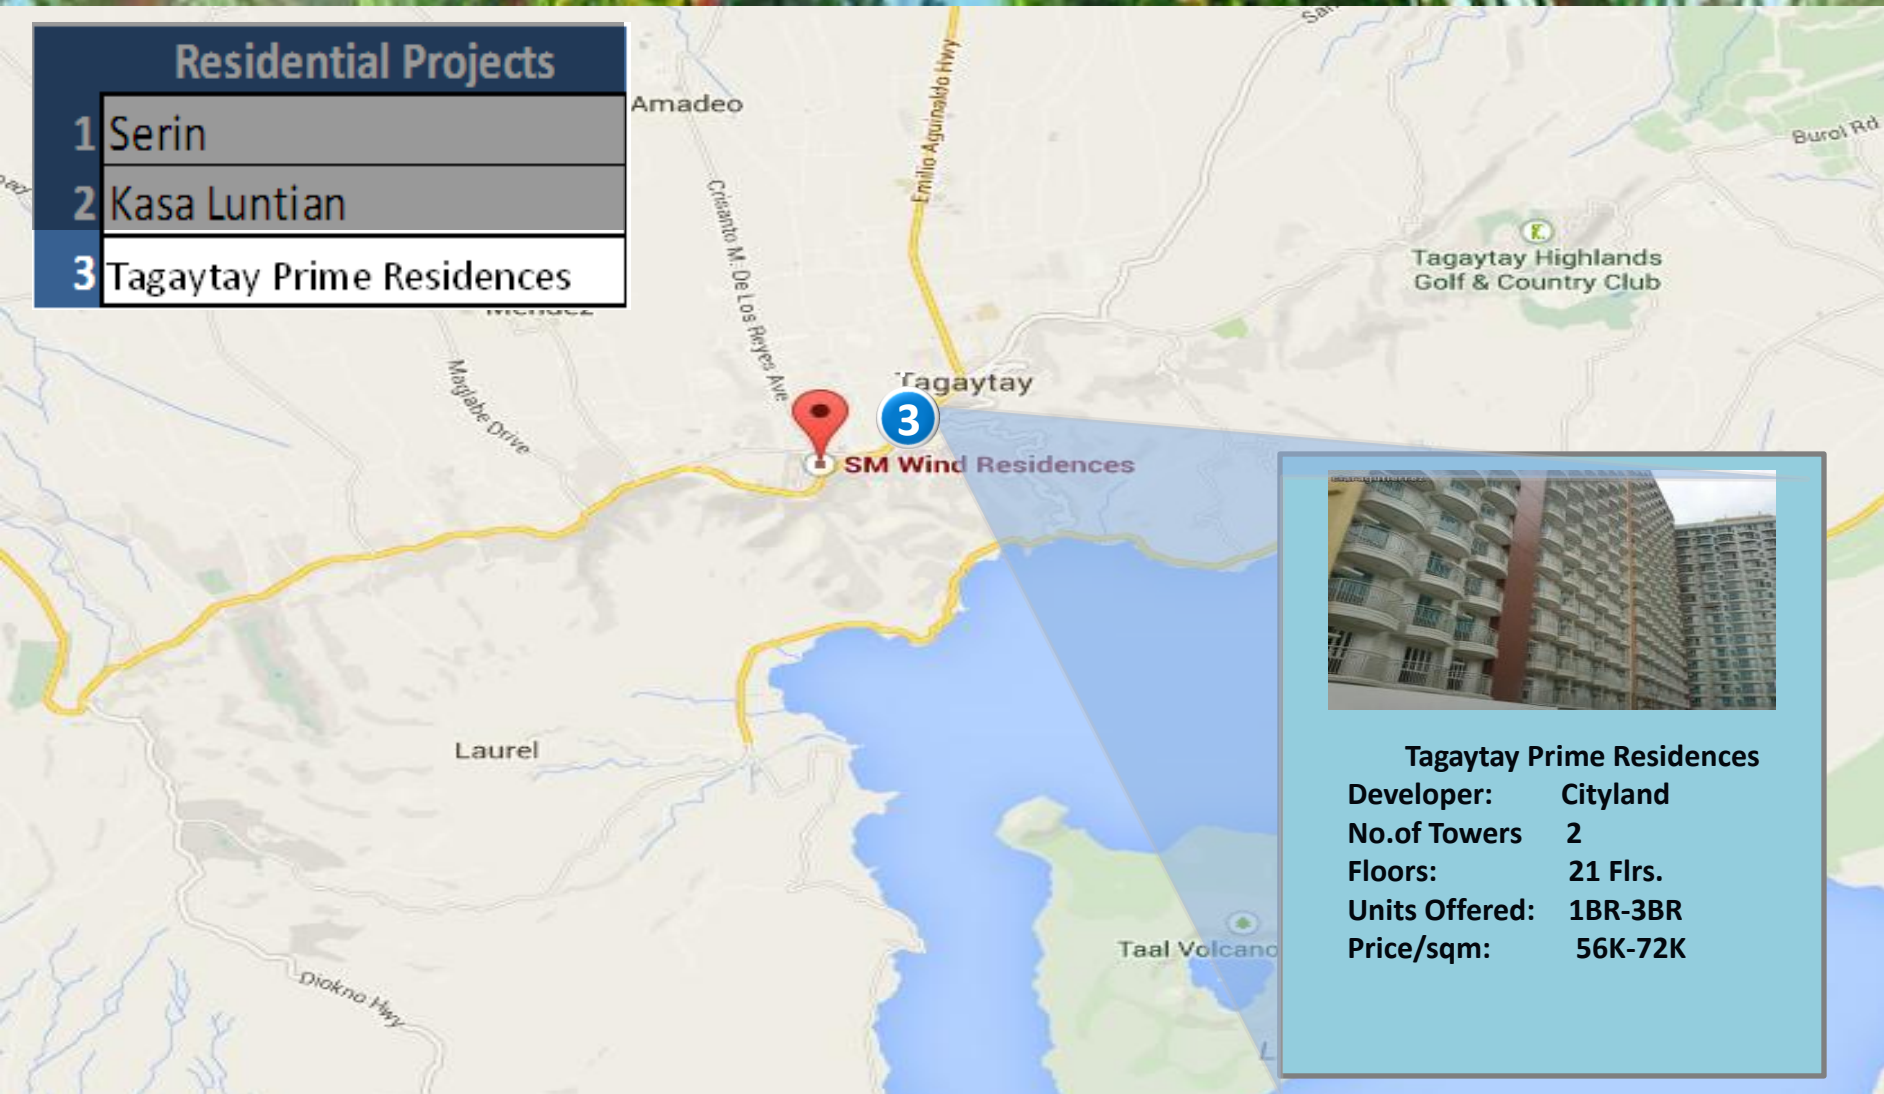 Residential Projects
1 Serin
2 Kasa Luntian
3 Tagaytay Prime Residences
Amadeo
Emilio Aguinaldo Hwy
Burol Rd
Crisanto M. De Los Reyes Ave
Tagaytay Highlands
Golf & Country Club
Maglabe Drive
Tagaytay
3
SM Wind Residences
Laurel
Taal Volcano
Diokno Hwy
Tagaytay Prime Residences
Developer: Cityland
No.of Towers 2
Floors: 21 Flrs.
Units Offered: 1BR-3BR
Price/sqm: 56K-72K